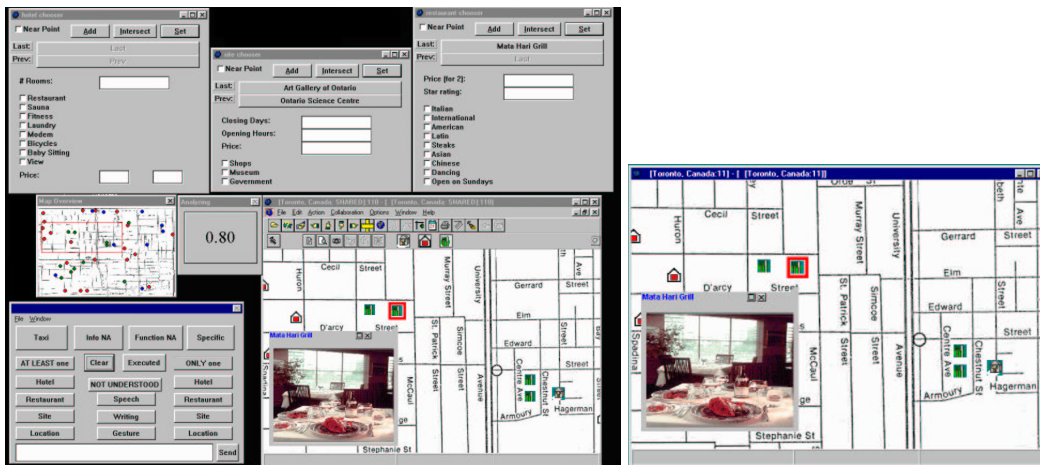 hotel chooser
Near Point Add Intersect Set
Last: Last
Prev: Prev
# Rooms:
Restaurant
Sauna
Fitness
Laundry
Modem
Bicycles
Baby Sitting
View
Price:
site chooser
Near Point Add Intersect Set
Last: Art Gallery of Ontario
Prev: Ontario Science Centre
Closing Days:
Opening Hours:
Price:
Shops
Museum
Government
restaurant chooser
Near Point Add Intersect Set
Last: Mata Hari Grill
Prev: Last
Price (for 2):
Star rating:
Italian
International
American
Latin
Steaks
Asian
Chinese
Dancing
Open on Sundays
Map Overview
Analyzing
0.80
File Window
Taxi Info NA Function NA Specific
AT LEAST one Clear Executed ONLY one
Hotel NOT UNDERSTOOD Hotel
Restaurant Speech Restaurant
Site Writing Site
Location Gesture Location
Send
[Toronto, Canada: SHARED]:110 - [ (Toronto, Canada: SHARED):110]
File Edit Action Collaboration Options Window Help
Huron
Cecil Street
Murray Street
University
Ave
Gerrard Street
D'arcy Street
Elm
Street
St. Patrick
Simcoe
Street
Edward
Street
Bay
Mata Hari Grill
Spadina
McCaul
Street
Avenue
Centre Ave
Chestnut St
Hagerman
Armoury
Stephanie St
[Toronto, Canada:11] - [ (Toronto, Canada:11)]
Huron
Cecil Street
Murray Street
University
Ave
Gerrard Street
Elm
Street
D'arcy Street
St. Patrick
Simcoe
Street
Edward
Street
Mata Hari Grill
Spadina
McCaul
Street
Avenue
Centre Ave
Chestnut St
Hagerman
Armoury
Stephanie St